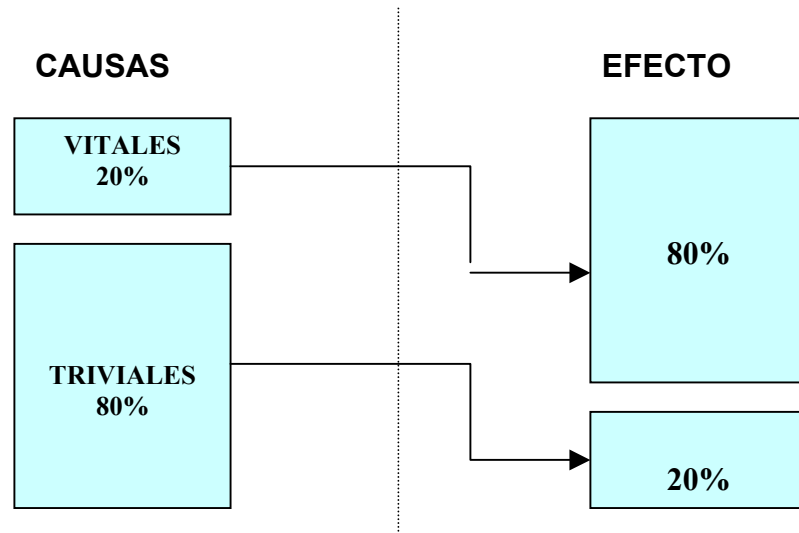 CAUSAS
EFECTO
VITALES
20%
80%
TRIVIALES
80%
20%